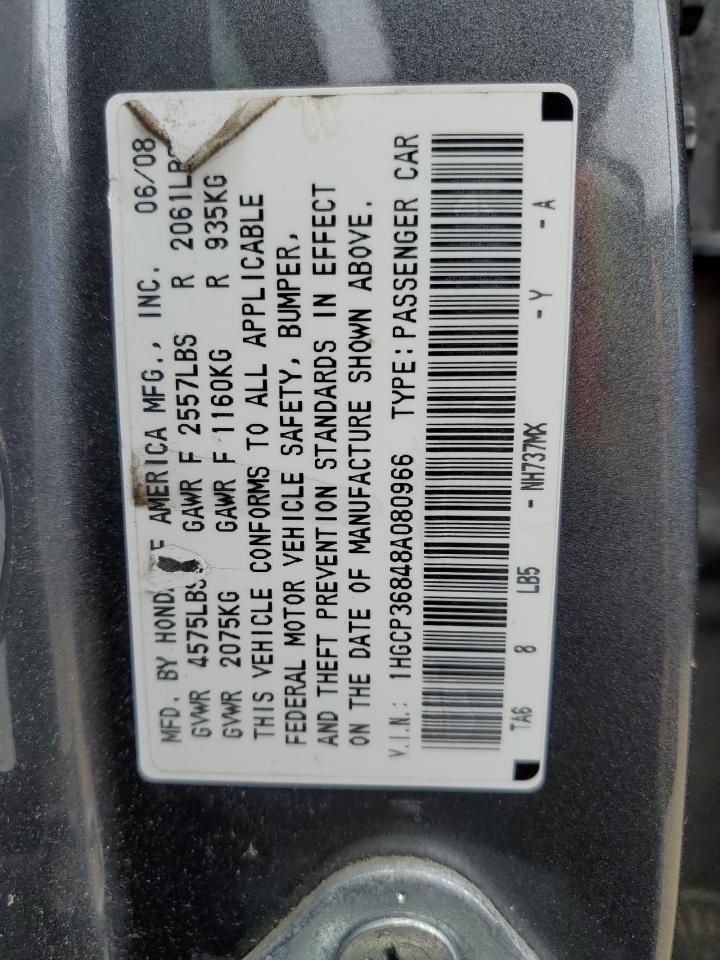 MFD. BY HONDA OF AMERICA MFG., INC. 06/08
GVWR 4575LBS GAWR F 2557LBS R 2061LBS
GVWR 2075KG GAWR F 1160KG R 935KG
THIS VEHICLE CONFORMS TO ALL APPLICABLE
FEDERAL MOTOR VEHICLE SAFETY, BUMPER,
AND THEFT PREVENTION STANDARDS IN EFFECT
ON THE DATE OF MANUFACTURE SHOWN ABOVE.
V.I.N.: 1HGCP36848A080966 TYPE:PASSENGER CAR
TA6 8 LB5 - NH737MX - Y - A